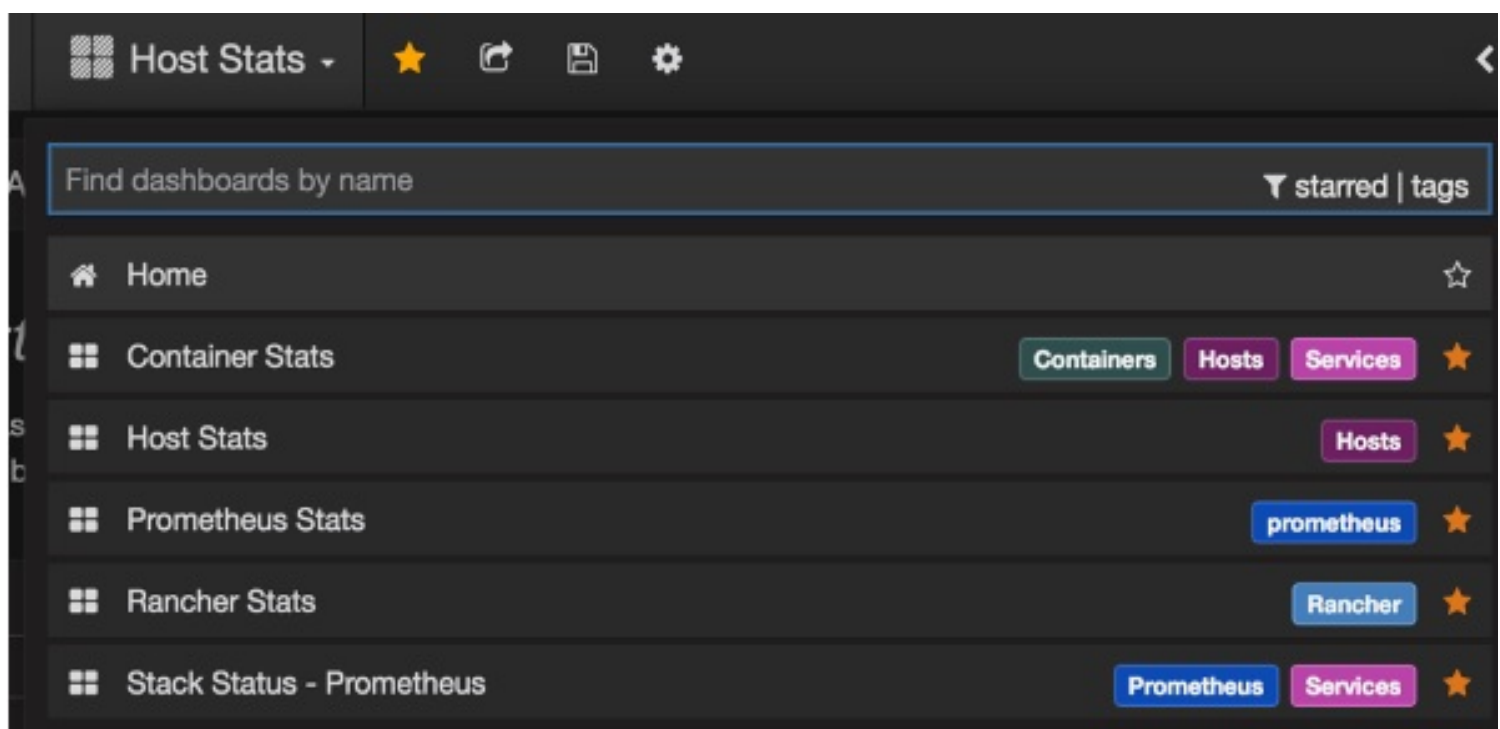 Host Stats
A
Find dashboards by name starred | tags
Home
Container Stats Containers Hosts Services
s
Host Stats Hosts
b
Prometheus Stats prometheus
Rancher Stats Rancher
Stack Status - Prometheus Prometheus Services